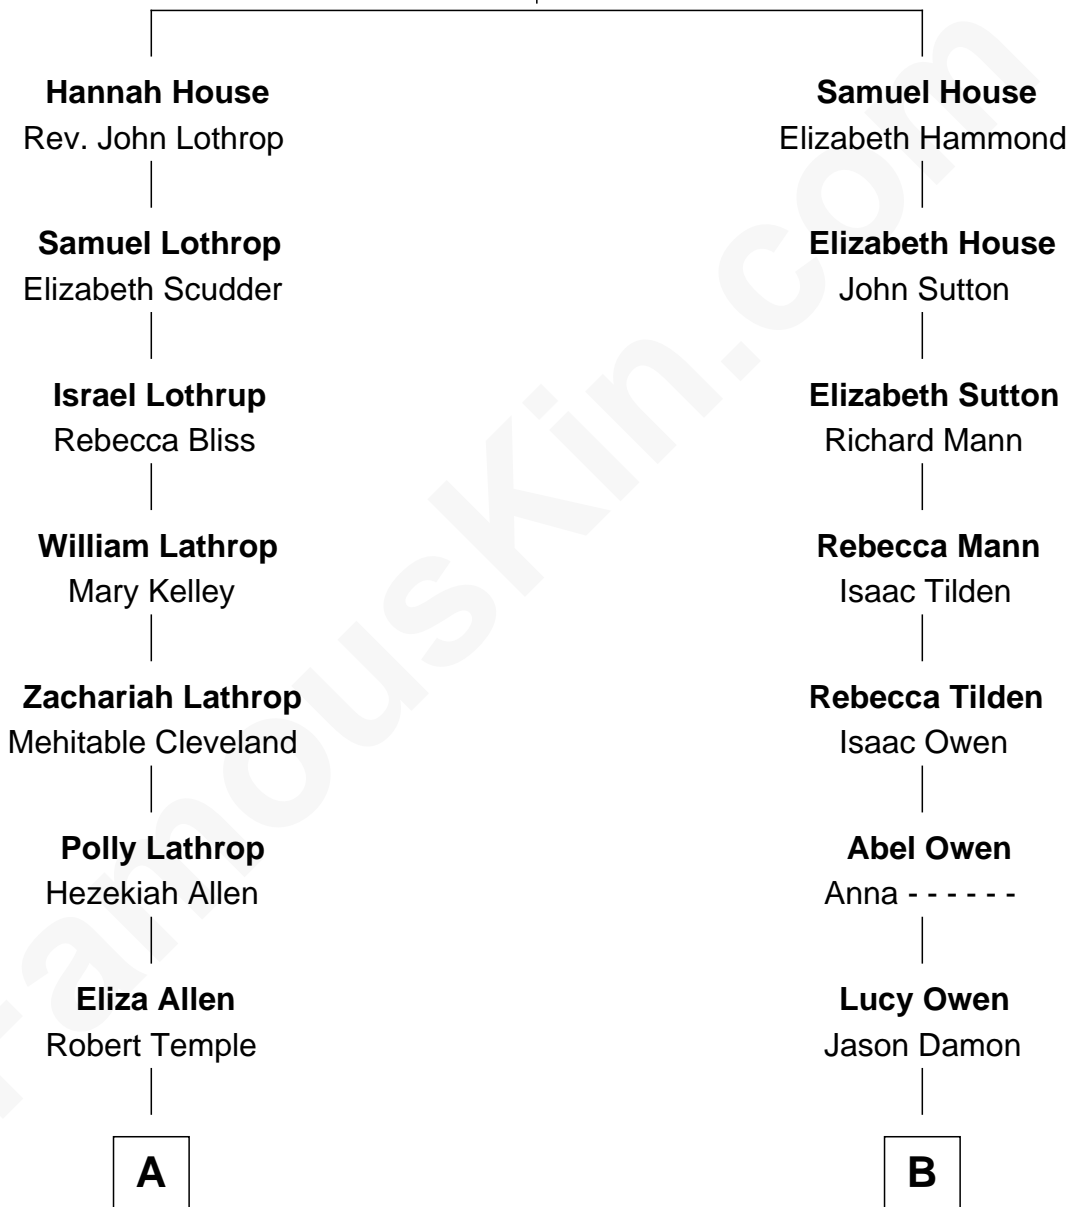 Hannah House
Rev. John Lothrop
Samuel Lothrop
Elizabeth Scudder
Israel Lothrup
Rebecca Bliss
William Lathrop
Mary Kelley
Zachariah Lathrop
Mehitable Cleveland
Polly Lathrop
Hezekiah Allen
Eliza Allen
Robert Temple
A
Samuel House
Elizabeth Hammond
Elizabeth House
John Sutton
Elizabeth Sutton
Richard Mann
Rebecca Mann
Isaac Tilden
Rebecca Tilden
Isaac Owen
Abel Owen
Anna - - - - - -
Lucy Owen
Jason Damon
B
FamousKin.com